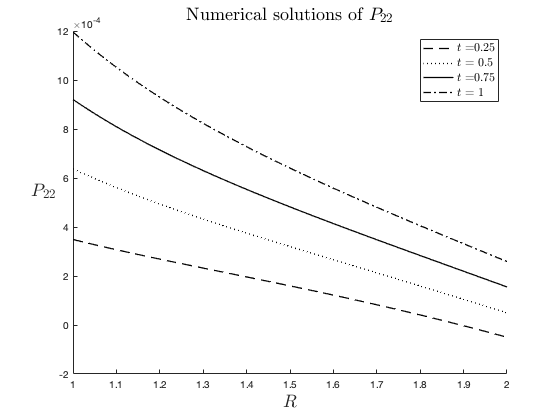 Numerical solutions of P₂₂
×10⁻⁴
12
10
8
6
4
2
0
-2
P₂₂
t =0.25
t = 0.5
t =0.75
t = 1
1 1.1 1.2 1.3 1.4 1.5 1.6 1.7 1.8 1.9 2
R